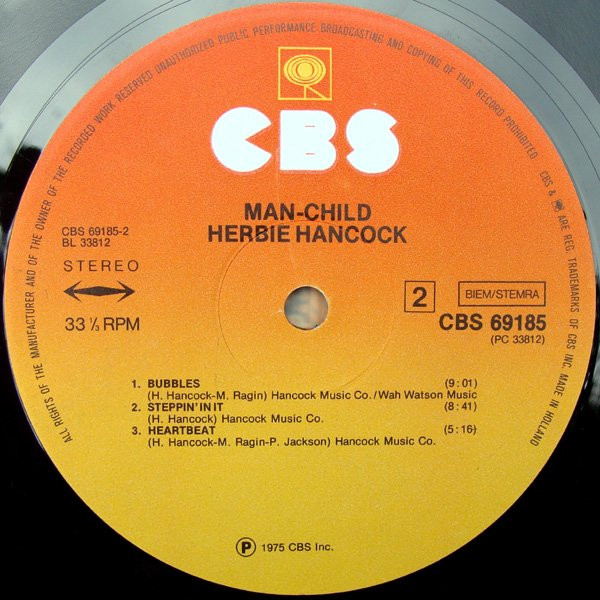 ALL RIGHTS OF THE MANUFACTURER AND OF THE OWNER OF THE RECORDED WORK RESERVED UNAUTHORIZED PUBLIC PERFORMANCE BROADCASTING AND COPYING OF THIS RECORD PROHIBITED
CBS & ARE REG. TRADEMARKS OF CBS INC. MADE IN HOLLAND
CBS
MAN-CHILD
HERBIE HANCOCK
CBS 69185-2
BL 33812
STEREO
33 ⅓ RPM
2
BIEM/STEMRA
CBS 69185
(PC 33812)
1. BUBBLES (9:01)
(H. Hancock-M. Ragin) Hancock Music Co./Wah Watson Music
2. STEPPIN' IN IT (8:41)
(H. Hancock) Hancock Music Co.
3. HEARTBEAT (5:16)
(H. Hancock-M. Ragin-P. Jackson) Hancock Music Co.
℗ 1975 CBS Inc.